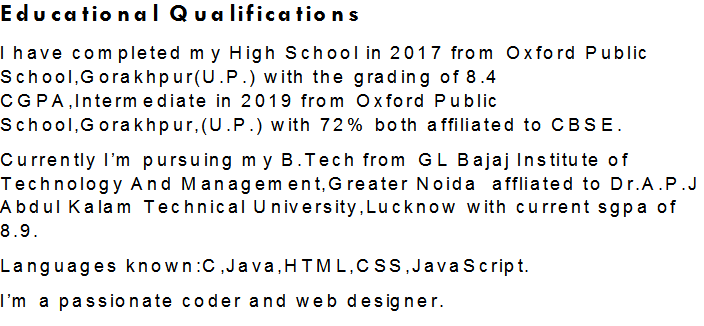 Educational Qualifications
I have completed my High School in 2017 from Oxford Public
School,Gorakhpur(U.P.) with the grading of 8.4
CGPA,Intermediate in 2019 from Oxford Public
School,Gorakhpur,(U.P.) with 72% both affiliated to CBSE.
Currently I'm pursuing my B.Tech from GL Bajaj Institute of
Technology And Management,Greater Noida affliated to Dr.A.P.J
Abdul Kalam Technical University,Lucknow with current sgpa of
8.9.
Languages known:C,Java,HTML,CSS,JavaScript.
I'm a passionate coder and web designer.